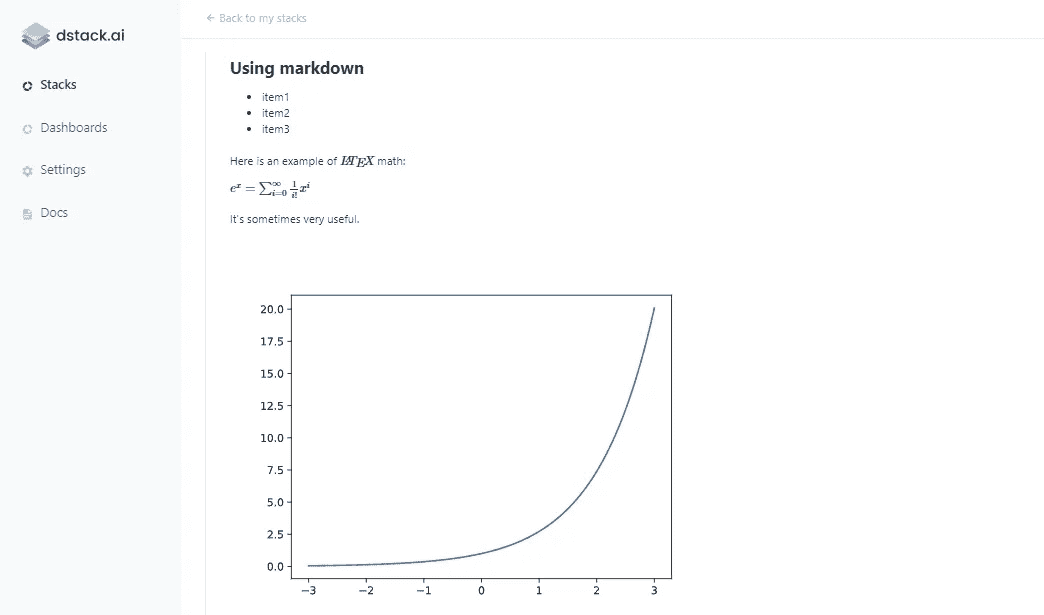 dstack.ai
← Back to my stacks
Stacks
Dashboards
Settings
Docs
Using markdown
• item1
• item2
• item3
Here is an example of LATEX math:
e^x = ∑_{i=0}^∞ \frac{1}{i!} x^i
It's sometimes very useful.
20.0
17.5
15.0
12.5
10.0
7.5
5.0
2.5
0.0
−3 −2 −1 0 1 2 3